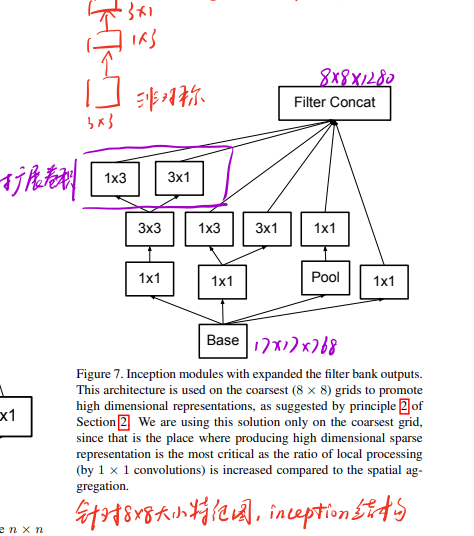 3x1
1x3
3x3
非对称
8x8x1280
Filter Concat
扩展卷积
1x3
3x1
3x3
1x3
3x1
1x1
1x1
1x1
Pool
1x1
Base
17x17x768
Figure 7. Inception modules with expanded the filter bank outputs.
This architecture is used on the coarsest (8 × 8) grids to promote
high dimensional representations, as suggested by principle 2 of
Section 2. We are using this solution only on the coarsest grid,
since that is the place where producing high dimensional sparse
representation is the most critical as the ratio of local processing
(by 1 × 1 convolutions) is increased compared to the spatial ag-
gregation.
x1
针对8x8大小特征图, inception结构
e n × n